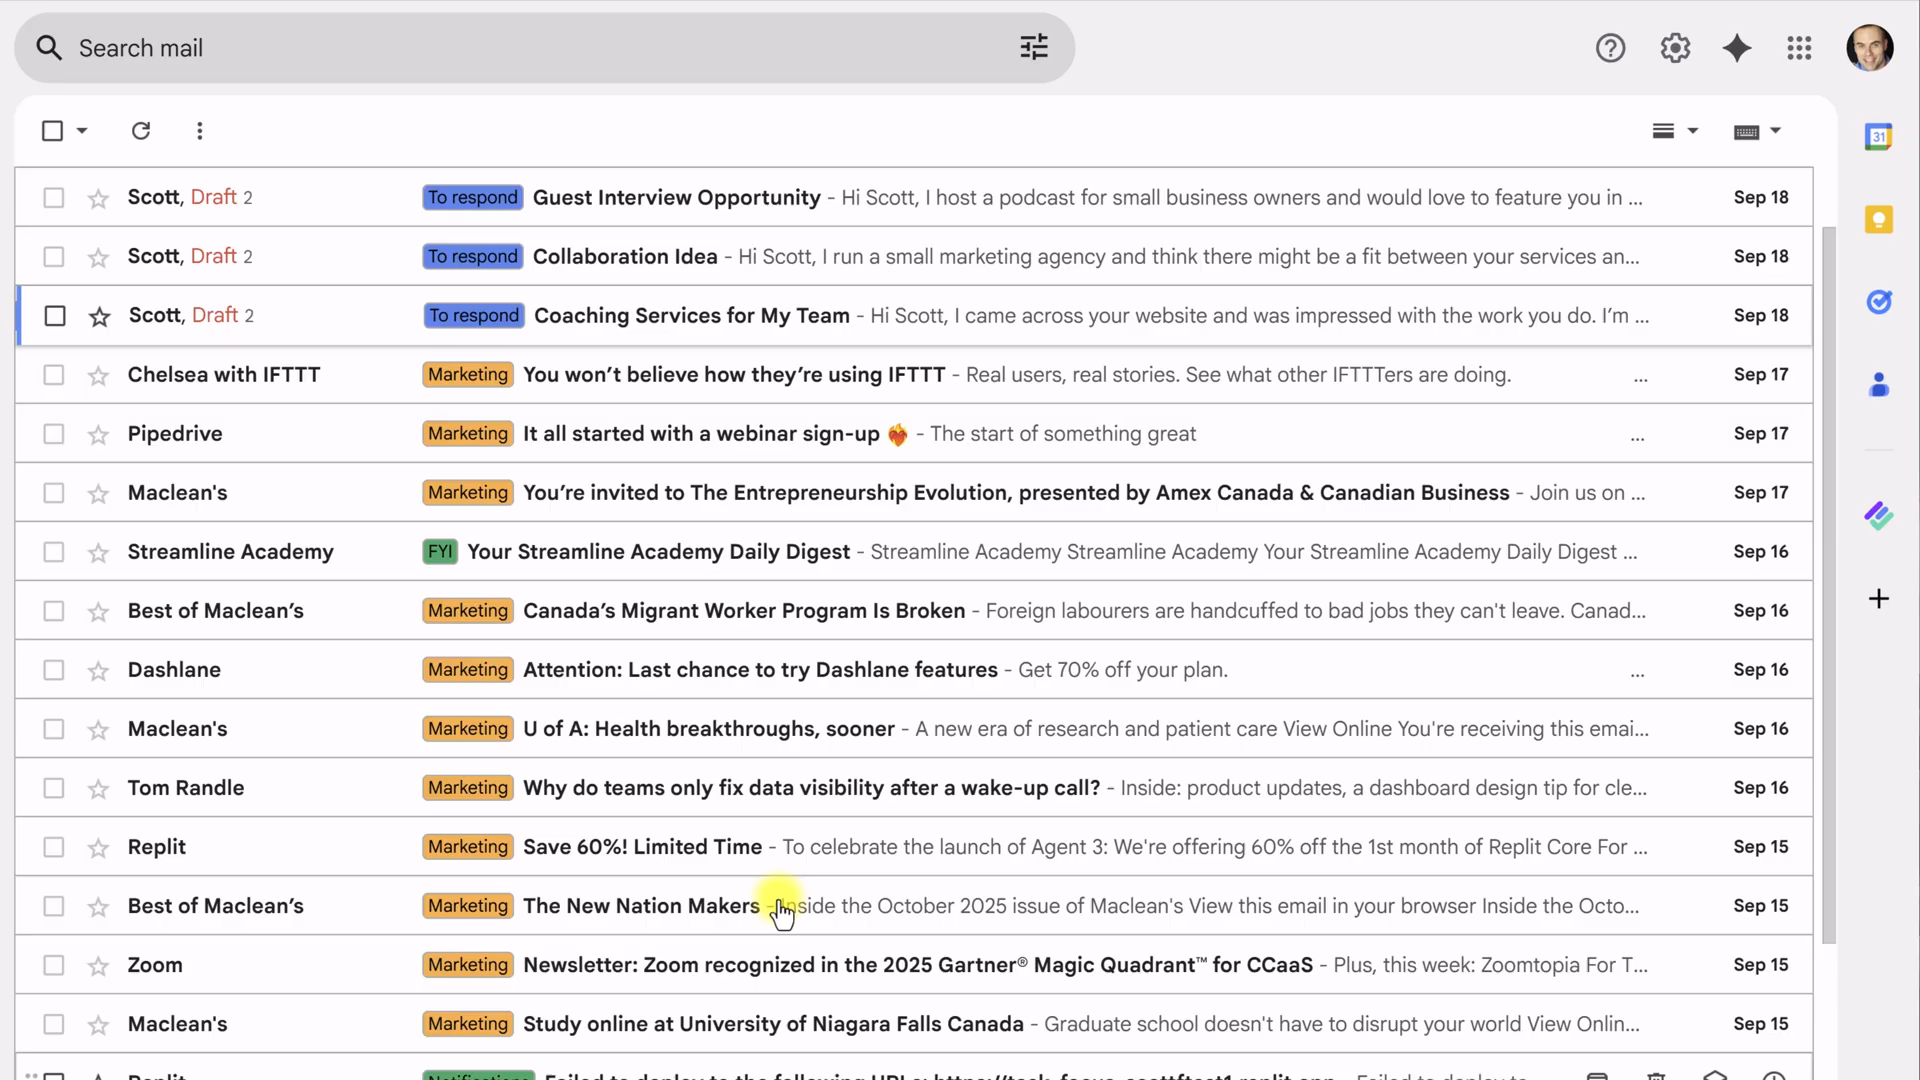 Search mail
31
Scott, Draft 2 To respond Guest Interview Opportunity - Hi Scott, I host a podcast for small business owners and would love to feature you in ... Sep 18
Scott, Draft 2 To respond Collaboration Idea - Hi Scott, I run a small marketing agency and think there might be a fit between your services an... Sep 18
Scott, Draft 2 To respond Coaching Services for My Team - Hi Scott, I came across your website and was impressed with the work you do. I’m ... Sep 18
Chelsea with IFTTT Marketing You won’t believe how they’re using IFTTT - Real users, real stories. See what other IFTTTers are doing. ... Sep 17
Pipedrive Marketing It all started with a webinar sign-up ❤️‍🔥 - The start of something great ... Sep 17
Maclean's Marketing You’re invited to The Entrepreneurship Evolution, presented by Amex Canada & Canadian Business - Join us on ... Sep 17
Streamline Academy FYI Your Streamline Academy Daily Digest - Streamline Academy Streamline Academy Your Streamline Academy Daily Digest ... Sep 16
Best of Maclean’s Marketing Canada’s Migrant Worker Program Is Broken - Foreign labourers are handcuffed to bad jobs they can't leave. Canad... Sep 16
Dashlane Marketing Attention: Last chance to try Dashlane features - Get 70% off your plan. ... Sep 16
Maclean's Marketing U of A: Health breakthroughs, sooner - A new era of research and patient care View Online You're receiving this emai... Sep 16
Tom Randle Marketing Why do teams only fix data visibility after a wake-up call? - Inside: product updates, a dashboard design tip for cle... Sep 16
Replit Marketing Save 60%! Limited Time - To celebrate the launch of Agent 3: We're offering 60% off the 1st month of Replit Core For ... Sep 15
Best of Maclean’s Marketing The New Nation Makers - Inside the October 2025 issue of Maclean's View this email in your browser Inside the Octo... Sep 15
Zoom Marketing Newsletter: Zoom recognized in the 2025 Gartner® Magic Quadrant™ for CCaaS - Plus, this week: Zoomtopia For T... Sep 15
Maclean's Marketing Study online at University of Niagara Falls Canada - Graduate school doesn't have to disrupt your world View Onlin... Sep 15
Replit Notifications Failed to deploy to the following URLs: - Failed to deploy to